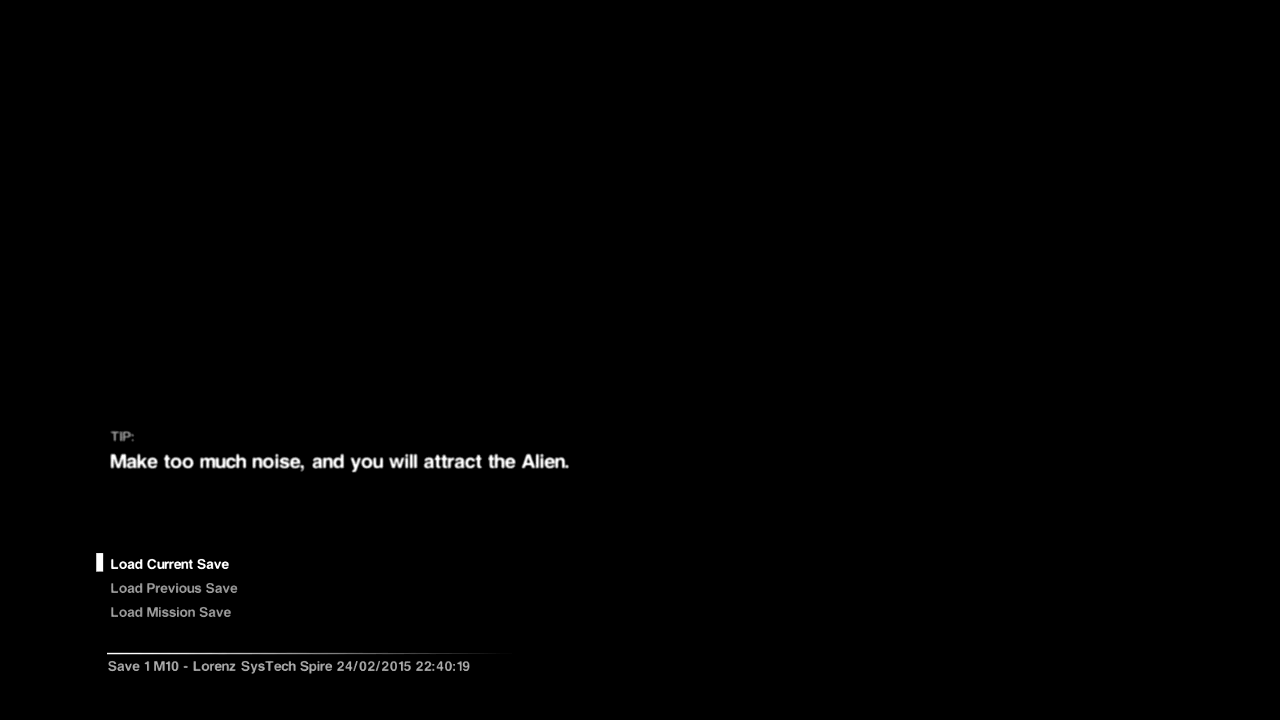 TIP:
Make too much noise, and you will attract the Alien.
Load Current Save
Load Previous Save
Load Mission Save
Save 1 M10 - Lorenz SysTech Spire 24/02/2015 22:40:19